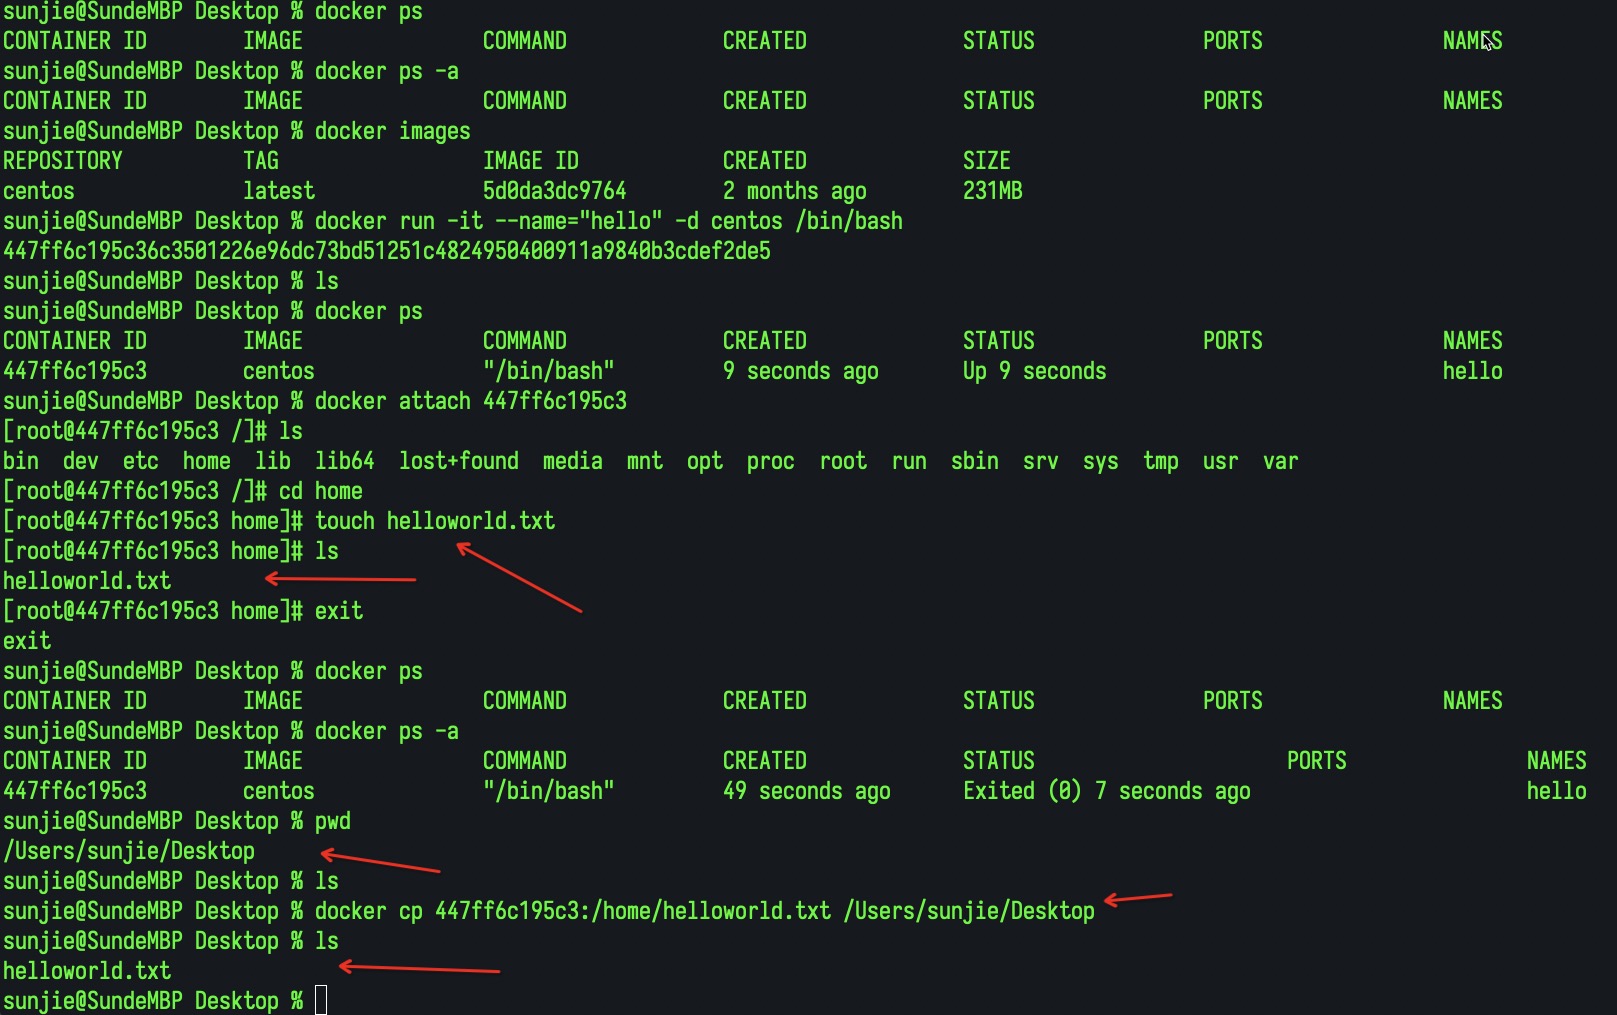 sunjie@SundeMBP Desktop % docker ps
CONTAINER ID IMAGE COMMAND CREATED STATUS PORTS NAMES
sunjie@SundeMBP Desktop % docker ps -a
CONTAINER ID IMAGE COMMAND CREATED STATUS PORTS NAMES
sunjie@SundeMBP Desktop % docker images
REPOSITORY TAG IMAGE ID CREATED SIZE
centos latest 5d0da3dc9764 2 months ago 231MB
sunjie@SundeMBP Desktop % docker run -it --name="hello" -d centos /bin/bash
447ff6c195c36c3501226e96dc73bd51251c4824950400911a9840b3cdef2de5
sunjie@SundeMBP Desktop % ls
sunjie@SundeMBP Desktop % docker ps
CONTAINER ID IMAGE COMMAND CREATED STATUS PORTS NAMES
447ff6c195c3 centos "/bin/bash" 9 seconds ago Up 9 seconds hello
sunjie@SundeMBP Desktop % docker attach 447ff6c195c3
[root@447ff6c195c3 /]# ls
bin dev etc home lib lib64 lost+found media mnt opt proc root run sbin srv sys tmp usr var
[root@447ff6c195c3 /]# cd home
[root@447ff6c195c3 home]# touch helloworld.txt
[root@447ff6c195c3 home]# ls
helloworld.txt
[root@447ff6c195c3 home]# exit
exit
sunjie@SundeMBP Desktop % docker ps
CONTAINER ID IMAGE COMMAND CREATED STATUS PORTS NAMES
sunjie@SundeMBP Desktop % docker ps -a
CONTAINER ID IMAGE COMMAND CREATED STATUS PORTS NAMES
447ff6c195c3 centos "/bin/bash" 49 seconds ago Exited (0) 7 seconds ago hello
sunjie@SundeMBP Desktop % pwd
/Users/sunjie/Desktop
sunjie@SundeMBP Desktop % ls
sunjie@SundeMBP Desktop % docker cp 447ff6c195c3:/home/helloworld.txt /Users/sunjie/Desktop
sunjie@SundeMBP Desktop % ls
helloworld.txt
sunjie@SundeMBP Desktop %